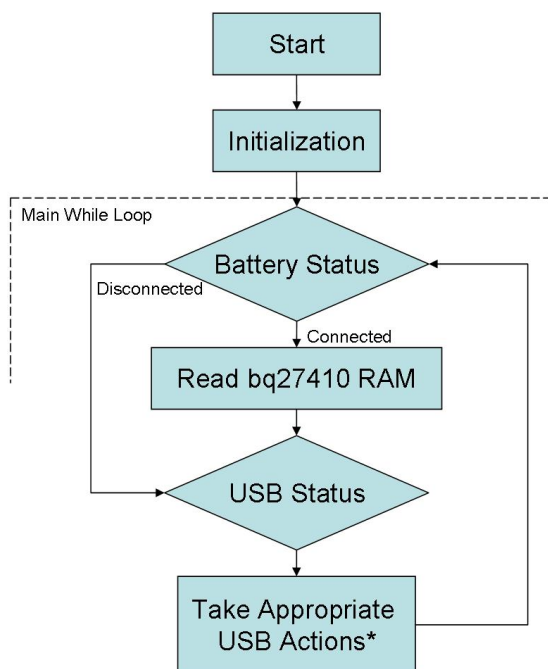 Start
Initialization
Main While Loop
Battery Status
Disconnected
Connected
Read bq27410 RAM
USB Status
Take Appropriate
USB Actions*